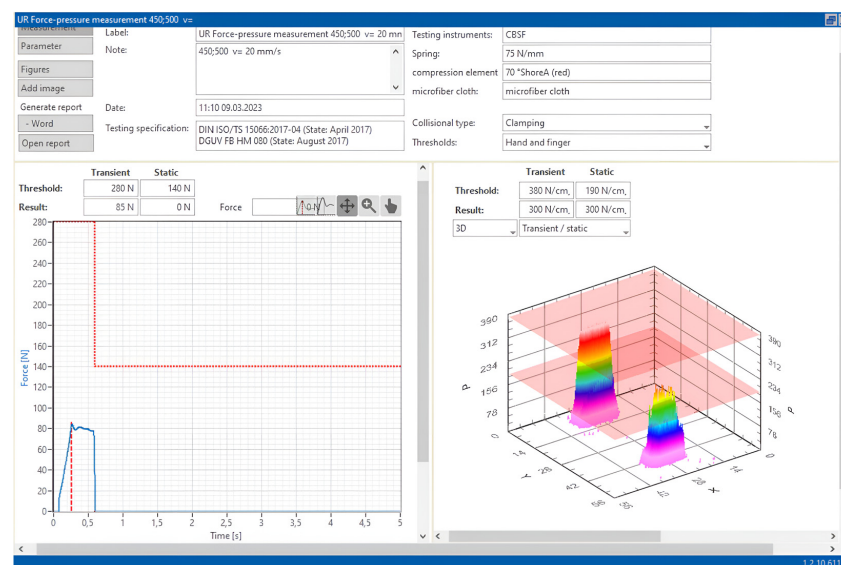 UR Force-pressure measurement 450;500 v=
Measurement
Label:
UR Force-pressure measurement 450;500 v= 20 mn
Testing instruments:
CBSF
Parameter
Note:
450;500 v= 20 mm/s
Spring:
75 N/mm
Figures
compression element
70 °ShoreA (red)
Add image
microfiber cloth:
microfiber cloth
Generate report
Date:
11:10 09.03.2023
- Word
Testing specification:
DIN ISO/TS 15066:2017-04 (State: April 2017)
DGUV FB HM 080 (State: August 2017)
Collisional type:
Clamping
Open report
Thresholds:
Hand and finger
Transient Static
Threshold: 280 N 140 N
Result: 85 N 0 N Force
280
260
240
220
200
180
160
140
120
100
80
60
40
20
0
Force [N]
0 0,5 1 1,5 2 2,5 3 3,5 4 4,5 5
Time [s]
Transient Static
Threshold: 380 N/cm, 190 N/cm,
Result: 300 N/cm, 300 N/cm,
3D Transient / static
390
312
234
156
78
0
P
14
28
42
56
Y
390
312
234
156
78
0
P
14
28
42
56
X
1.2.10.611